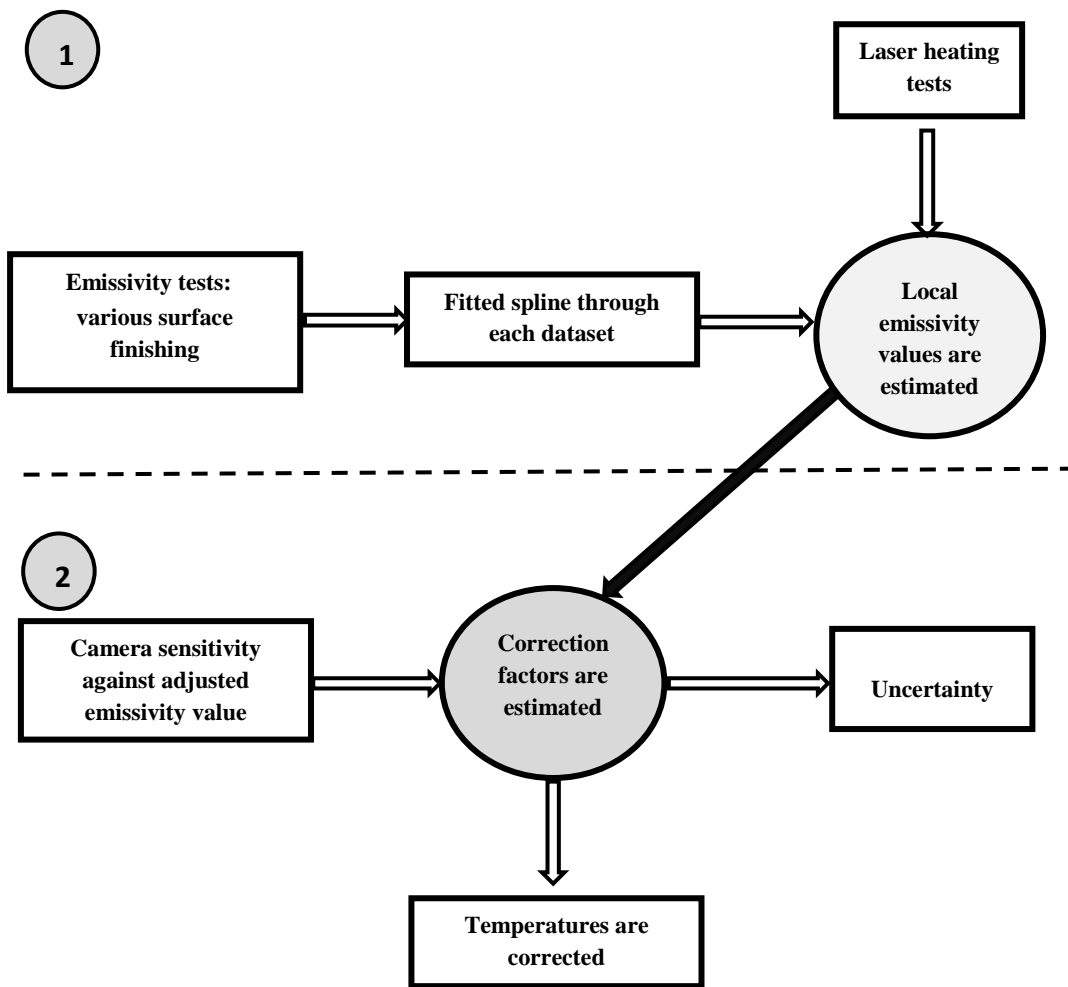 1
Laser heating
tests
Emissivity tests:
various surface
finishing
Fitted spline through
each dataset
Local
emissivity
values are
estimated
2
Camera sensitivity
against adjusted
emissivity value
Correction
factors are
estimated
Uncertainty
Temperatures are
corrected